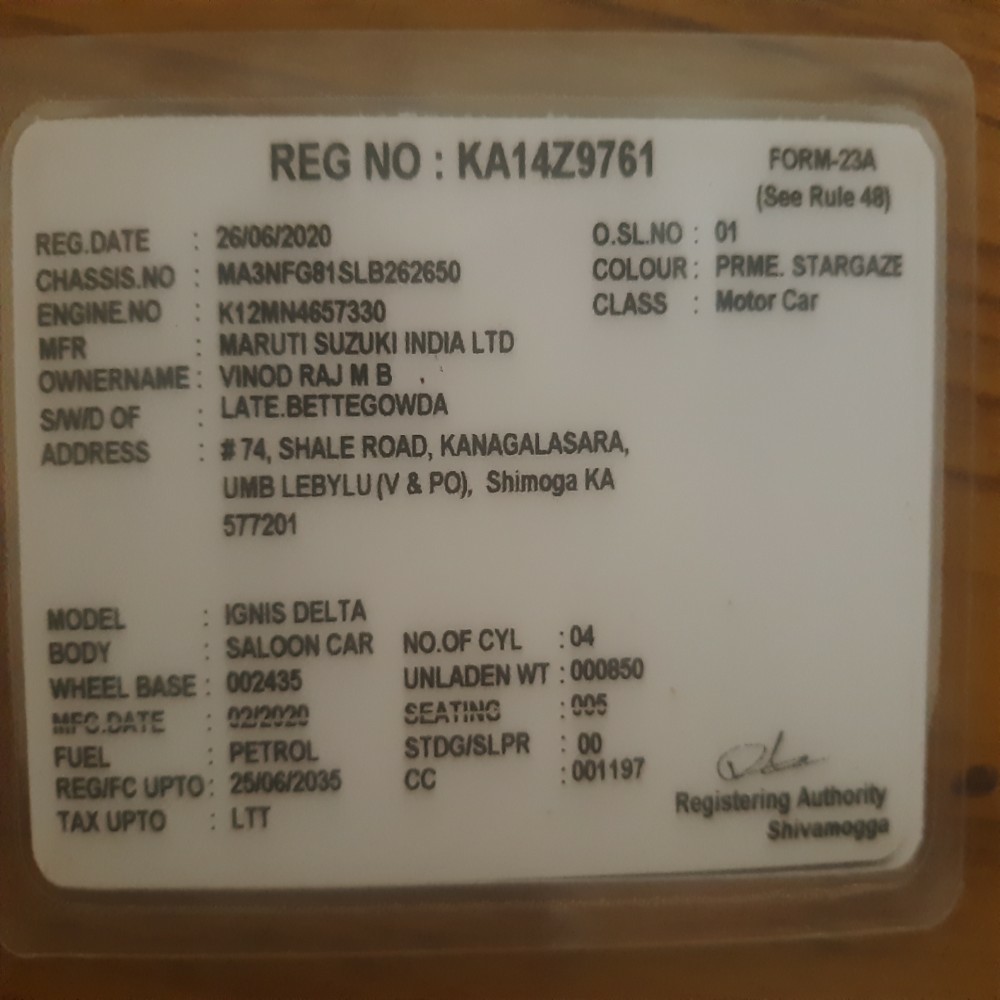 REG NO : KA14Z9761
FORM-23A
(See Rule 48)
REG.DATE : 26/06/2020
O.SL.NO : 01
CHASSIS.NO : MA3NFG81SLB262650
COLOUR : PRME. STARGAZE
ENGINE.NO : K12MN4657330
CLASS : Motor Car
MFR : MARUTI SUZUKI INDIA LTD
OWNERNAME : VINOD RAJ M B
S/W/D OF : LATE.BETTEGOWDA
ADDRESS : # 74, SHALE ROAD, KANAGALASARA,
UMB LEBYLU (V & PO), Shimoga KA
577201
MODEL : IGNIS DELTA
BODY : SALOON CAR NO.OF CYL : 04
WHEEL BASE : 002435 UNLADEN WT : 000850
MFG.DATE : 02/2020 SEATING : 005
FUEL : PETROL STDG/SLPR : 00
REG/FC UPTO : 25/06/2035 CC : 001197
TAX UPTO : LTT
Registering Authority
Shivamogga